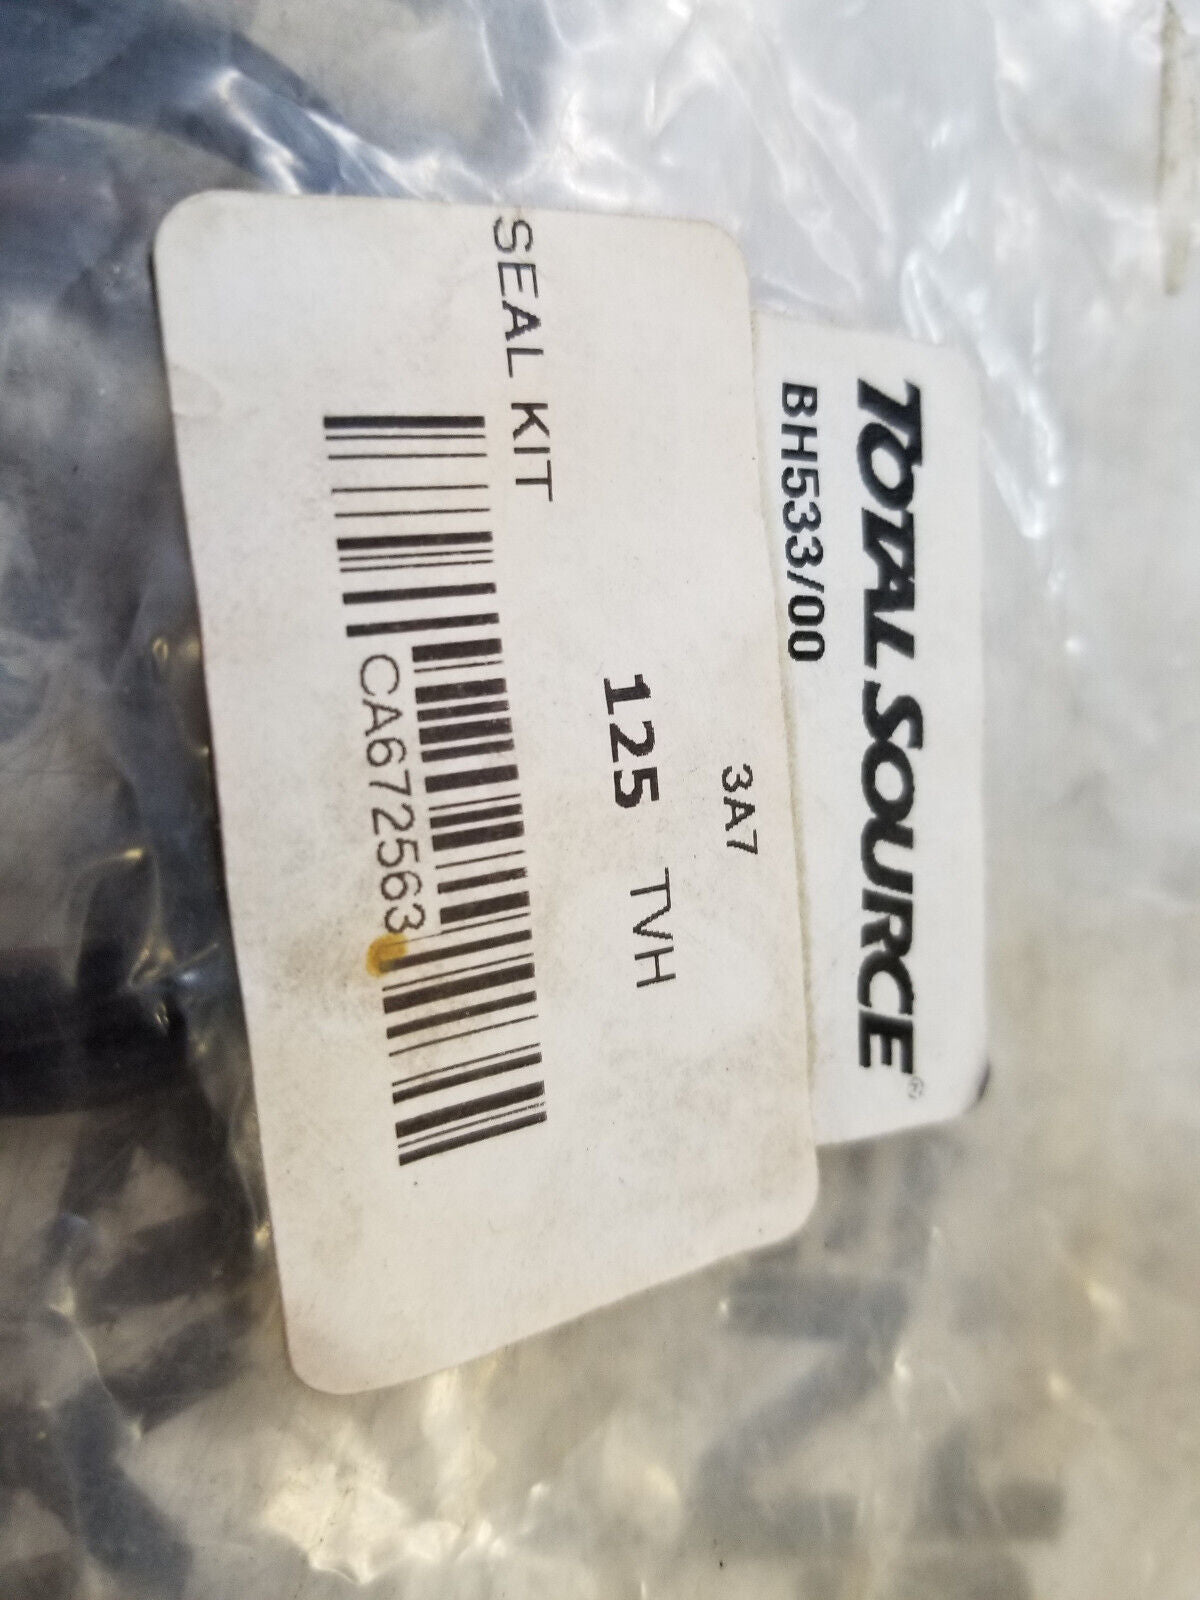 TOTAL SOURCE®
BH533/00
3A7
125 TVH
SEAL KIT
CA672563